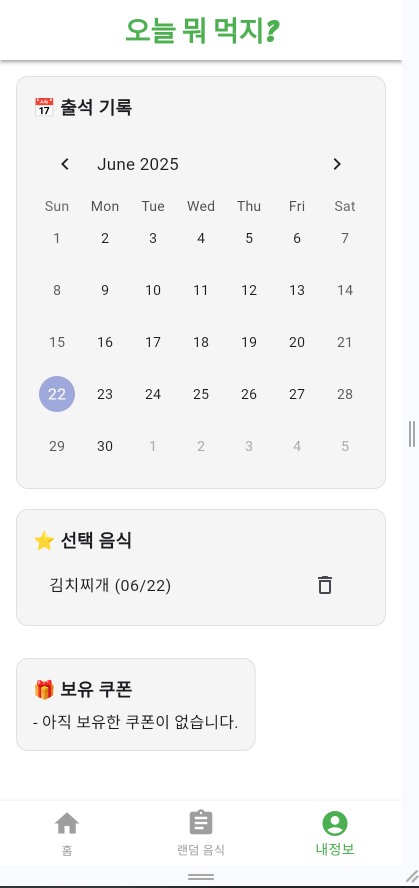 오늘 뭐 먹지?
📅 출석 기록
June 2025
Sun Mon Tue Wed Thu Fri Sat
1 2 3 4 5 6 7
8 9 10 11 12 13 14
15 16 17 18 19 20 21
22 23 24 25 26 27 28
29 30 1 2 3 4 5
⭐ 선택 음식
김치찌개 (06/22)
🎁 보유 쿠폰
- 아직 보유한 쿠폰이 없습니다.
홈 랜덤 음식 내정보